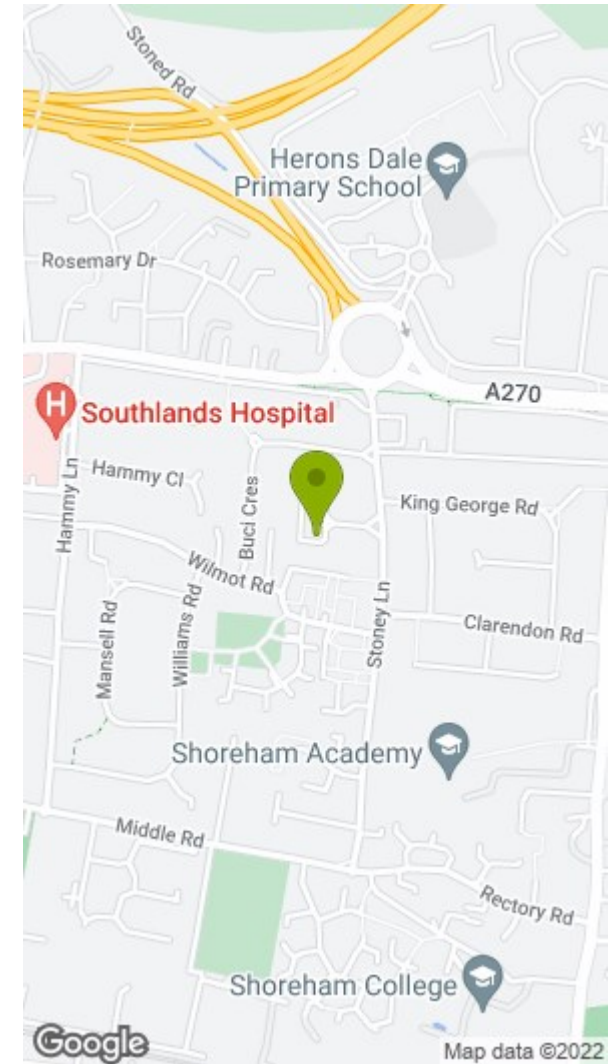 Stoned Rd
Herons Dale
Primary School
Rosemary Dr
A270
H
Southlands Hospital
Hammy Ln
Hammy Cl
Buci Cres
King George Rd
Wilmot Rd
Mansell Rd
Williams Rd
Stoney Ln
Clarendon Rd
Shoreham Academy
Middle Rd
Rectory Rd
Shoreham College
Google
Map data ©2022